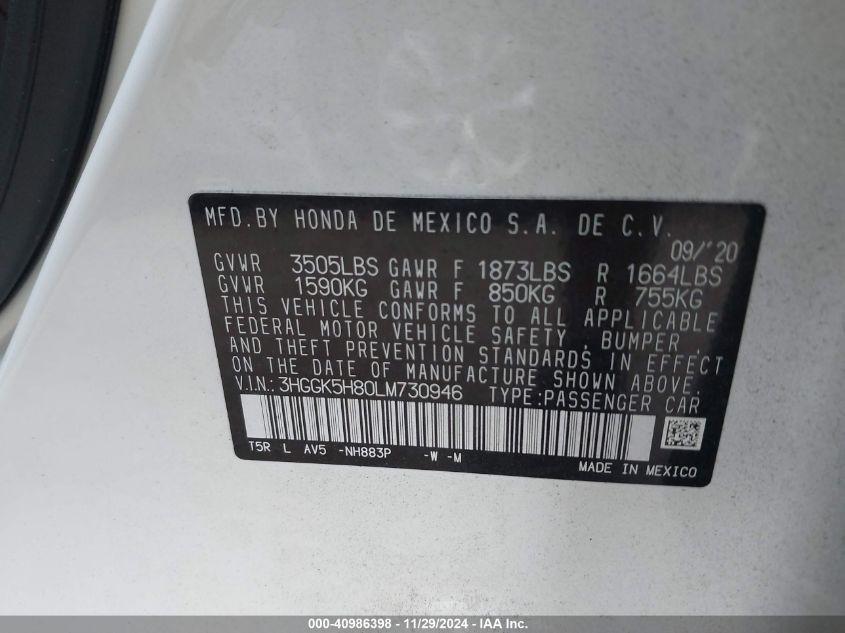 MFD.BY HONDA DE MEXICO S.A. DE C.V.
09/'20
GVWR 3505LBS GAWR F 1873LBS R 1664LBS
GVWR 1590KG GAWR F 850KG R 755KG
THIS VEHICLE CONFORMS TO ALL APPLICABLE
FEDERAL MOTOR VEHICLE SAFETY, BUMPER,
AND THEFT PREVENTION STANDARDS IN EFFECT
ON THE DATE OF MANUFACTURE SHOWN ABOVE.
V.I.N.: 3HGGK5H80LM730946 TYPE:PASSENGER CAR
T5R L AV5 -NH883P -W -M
MADE IN MEXICO
000-40986398 - 11/29/2024 - IAA Inc.